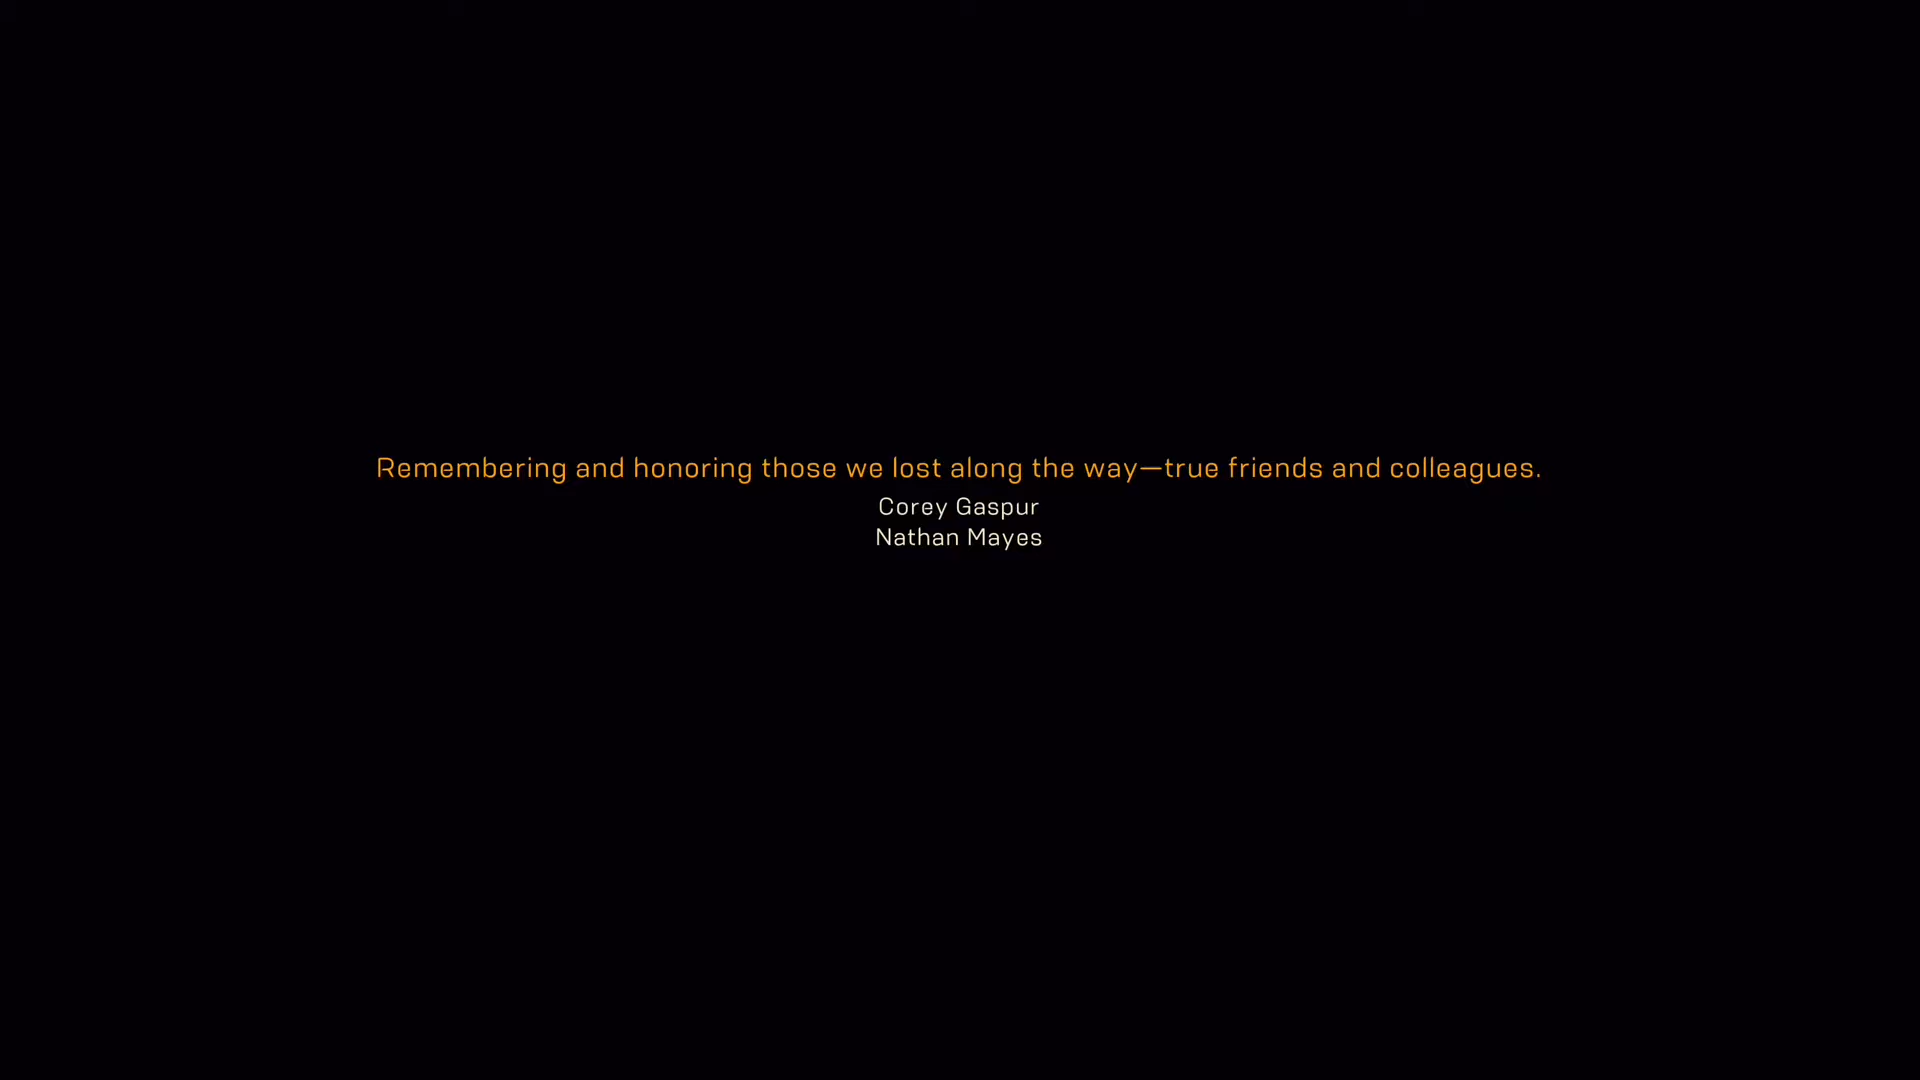 Remembering and honoring those we lost along the way—true friends and colleagues.
Corey Gaspur
Nathan Mayes